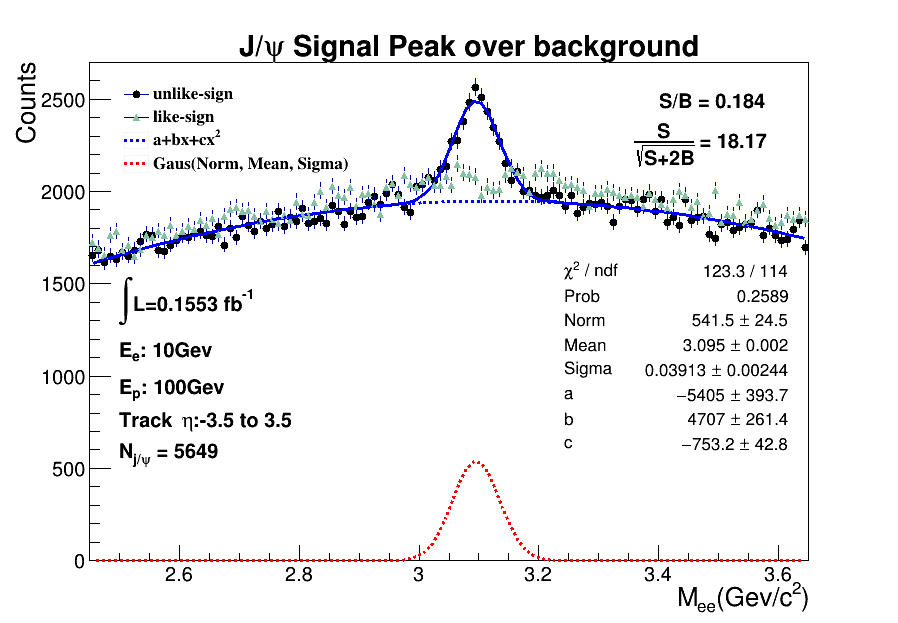 J/ψ Signal Peak over background
Counts
2500
2000
1500
1000
500
0
unlike-sign
like-sign
a+bx+cx²
Gaus(Norm, Mean, Sigma)
S/B = 0.184
S/√S+2B = 18.17
∫L=0.1553 fb⁻¹
Eₑ: 10Gev
Eₚ: 100Gev
Track η:-3.5 to 3.5
N_j/ψ = 5649
χ² / ndf 123.3 / 114
Prob 0.2589
Norm 541.5 ± 24.5
Mean 3.095 ± 0.002
Sigma 0.03913 ± 0.00244
a −5405 ± 393.7
b 4707 ± 261.4
c −753.2 ± 42.8
2.6 2.8 3 3.2 3.4 3.6
Mₑₑ(Gev/c²)